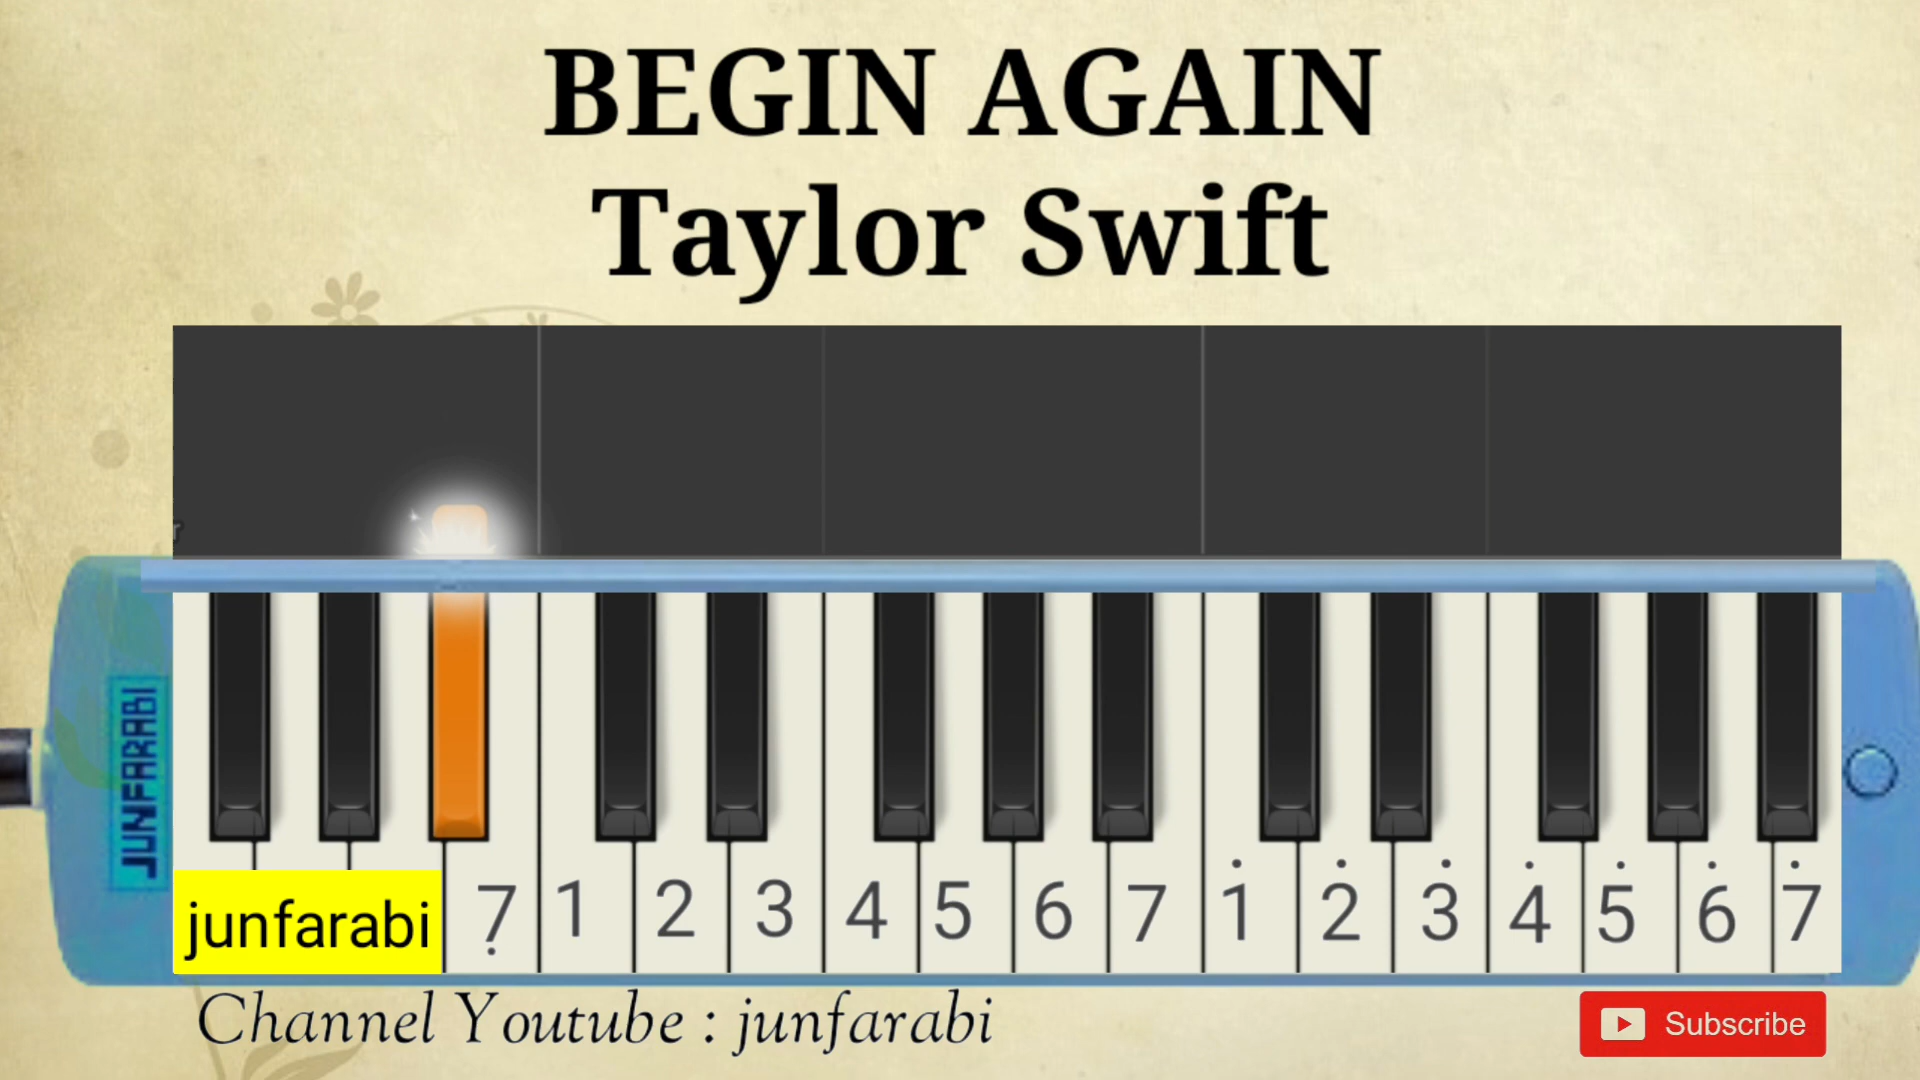 BEGIN AGAIN
Taylor Swift
JUNFARABI
junfarabi 7̣ 1 2 3 4 5 6 7 1̇ 2̇ 3̇ 4̇ 5̇ 6̇ 7̇
Channel Youtube : junfarabi
Subscribe